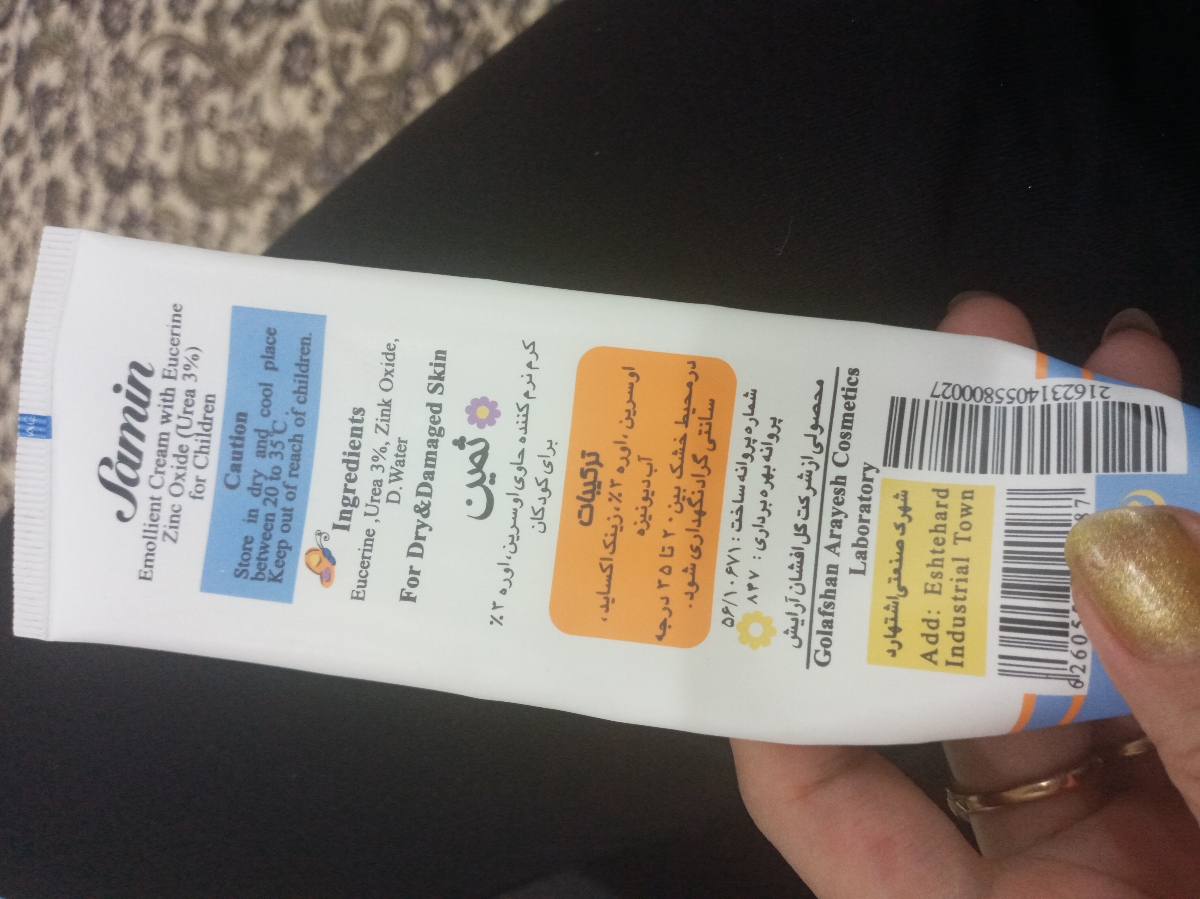 Samin
Emollient Cream with Eucerine
Zinc Oxide (Urea 3%)
for Children
Caution
Store in dry and cool place
between 20 to 35°C
Keep out of reach of children.
Ingredients
Eucerine ,Urea 3%, Zink Oxide,
D. Water
For Dry&Damaged Skin
ثمین
کرم نرم کننده حاوی اوسرین، اوره ۳٪
برای کودکان
ترکیبات
اوسرین ،اوره ۳٪، زینک اکساید،
آب دیونیزه
در محیط خشک بین ۲۰ تا ۳۵ درجه
سانتی گراد نگهداری شود.
شماره پروانه ساخت : ۵۶/۱۰۶۷۱
پروانه بهره برداری : ۸۴۷
محصولی از شرکت گل افشان آرایش
Golafshan Arayesh Cosmetics
Laboratory
شهرک صنعتی اشتهارد
Add: Eshtehard
Industrial Town
2162314055800027